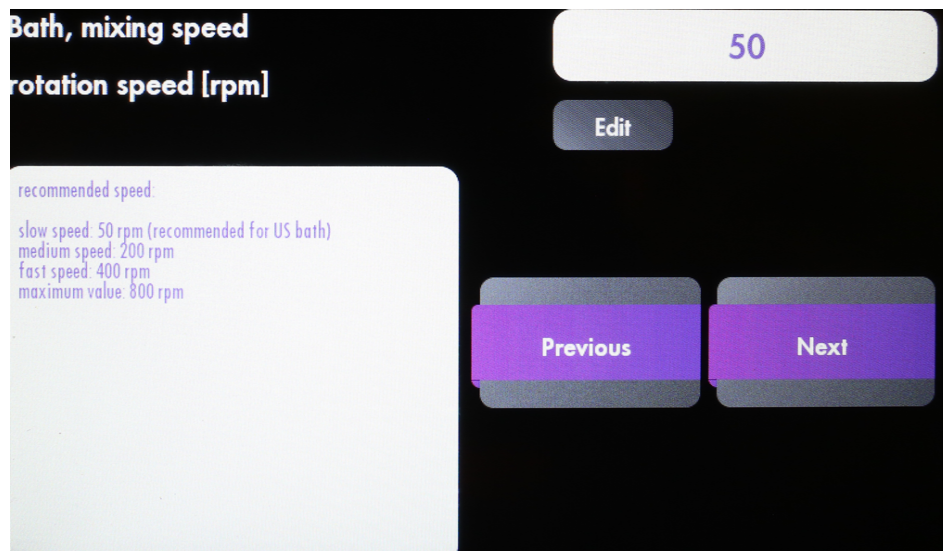 Bath, mixing speed
50
rotation speed [rpm]
Edit
recommended speed:
slow speed: 50 rpm (recommended for US bath)
medium speed: 200 rpm
fast speed: 400 rpm
maximum value: 800 rpm
Previous
Next